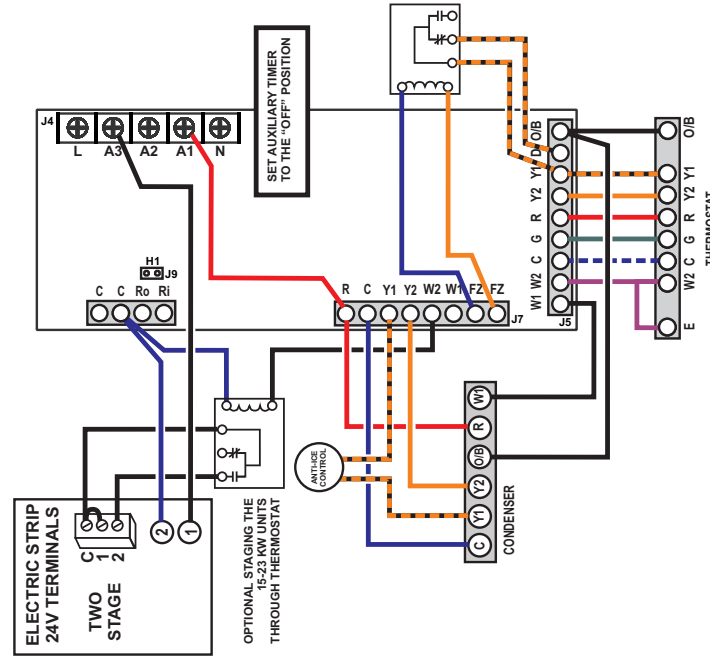 SET AUXILIARY TIMER
TO THE “OFF” POSITION
J4
L
A3
A2
A1
N
H1
J9
C
C
Ro
Ri
R
C
Y1
Y2
W2
W1
FZ
FZ
J7
O/B
D
Y1
Y2
R
G
C
W2
W1
J5
O/B
Y1
Y2
R
G
C
W2
E
THERMOSTAT
ANTI-ICE
CONTROL
W1
R
O/B
Y2
Y1
C
CONDENSER
OPTIONAL STAGING THE
15-23 KW UNITS
THROUGH THERMOSTAT
ELECTRIC STRIP
24V TERMINALS
TWO
STAGE
C
1
2
2
1